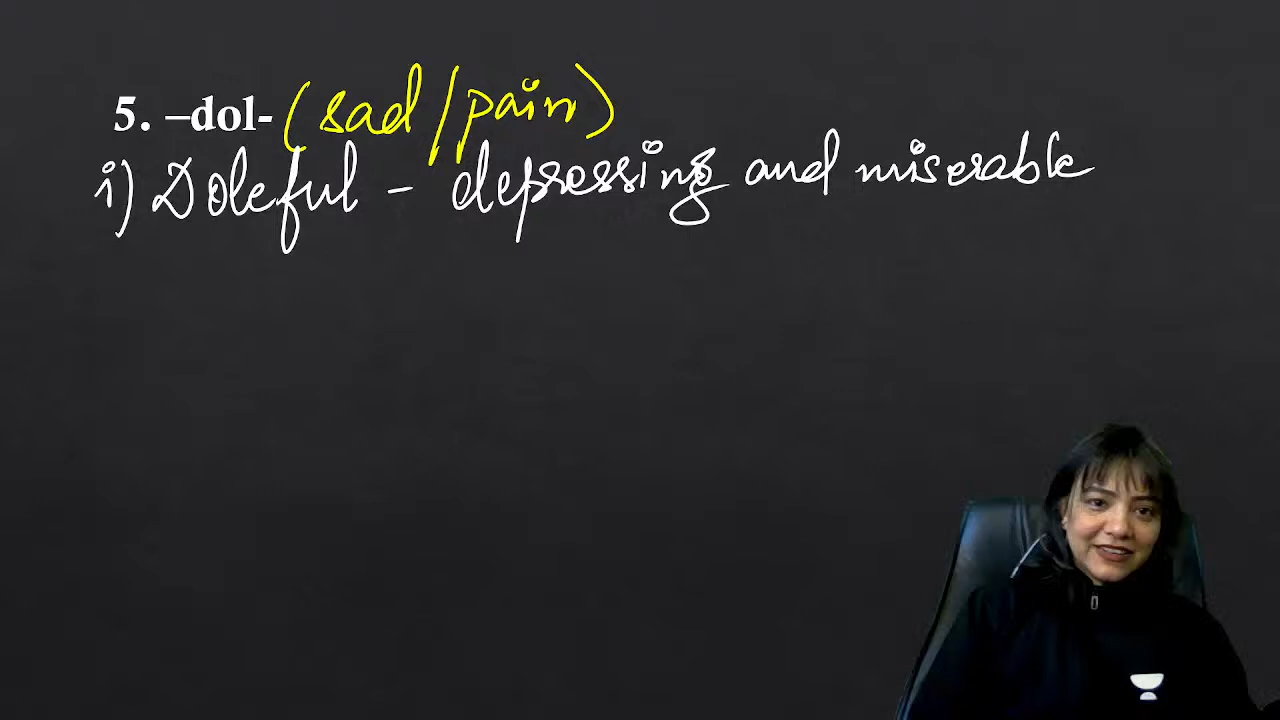 5. –dol- (sad/pain)
i) Doleful - depressing and miserable